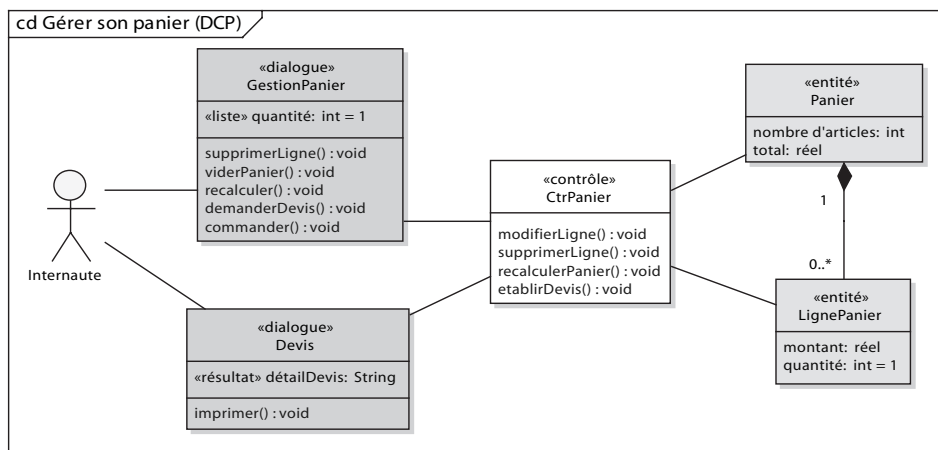 cd Gérer son panier (DCP)
«dialogue»
GestionPanier
«liste» quantité: int = 1
supprimerLigne() : void
viderPanier() : void
recalculer() : void
demanderDevis() : void
commander() : void
Internaute
«dialogue»
Devis
«résultat» détailDevis: String
imprimer() : void
«contrôle»
CtrPanier
modifierLigne() : void
supprimerLigne() : void
recalculerPanier() : void
etablirDevis() : void
«entité»
Panier
nombre d'articles: int
total: réel
1
0..*
«entité»
LignePanier
montant: réel
quantité: int = 1